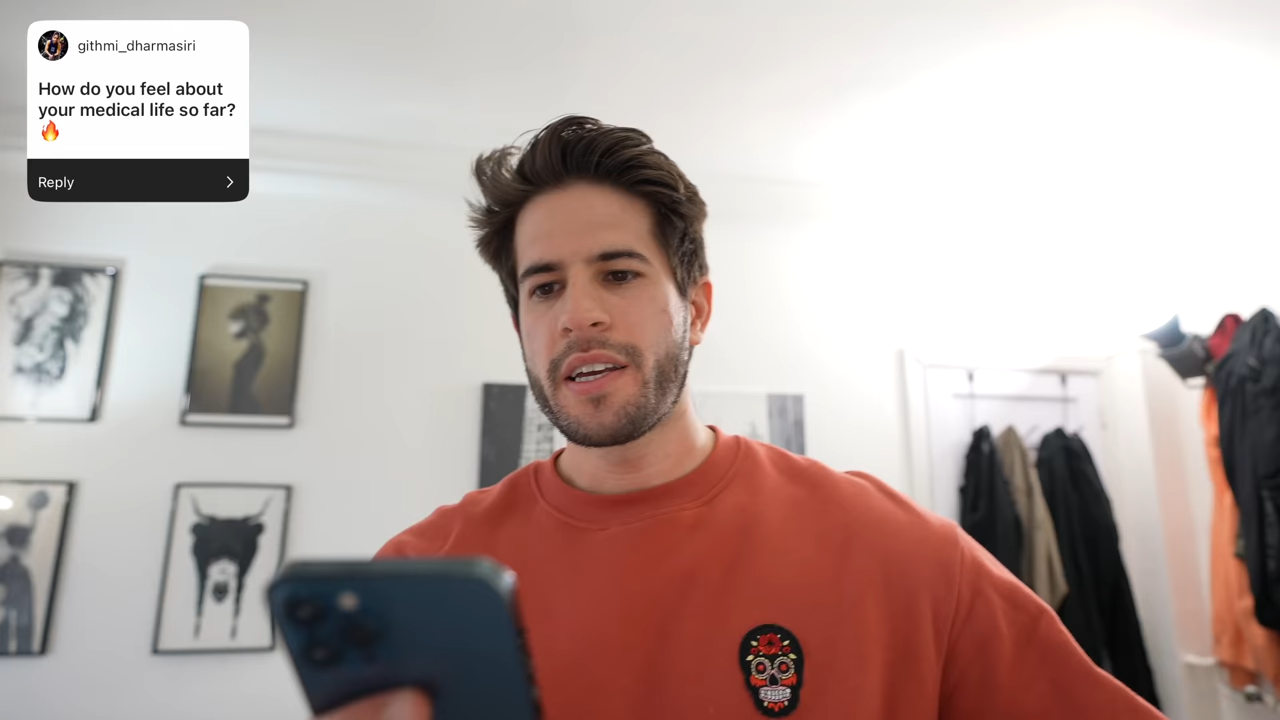 githmi_dharmasiri
How do you feel about
your medical life so far?
🔥
Reply